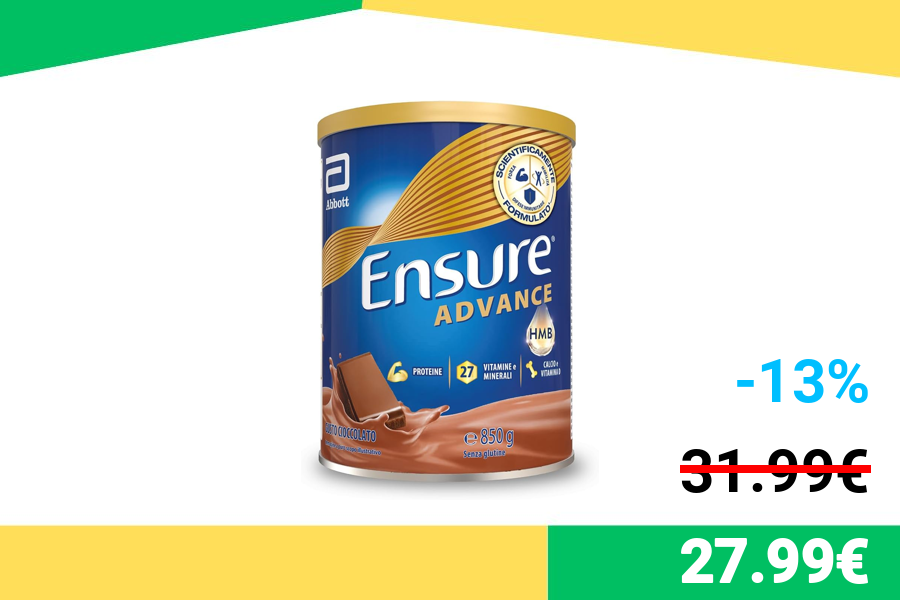 SCIENTIFICAMENTE
FORZA
DIFESE IMMUNITARIE
FORMULATO
Abbott
Ensure®
ADVANCE
HMB
PROTEINE
27
VITAMINE e
MINERALI
CALCIO e
VITAMINA D
GUSTO CIOCCOLATO
℮ 850 g
Senza glutine
-13%
31.99€
27.99€